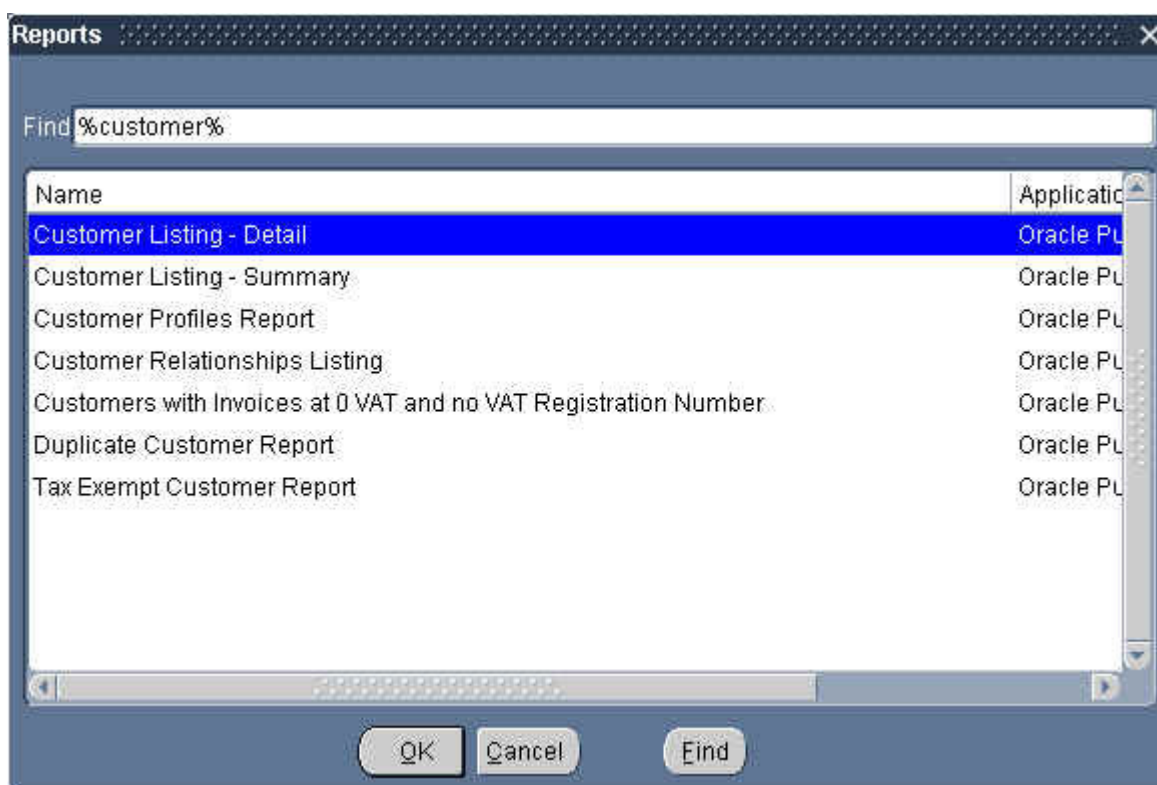 Reports
Find %customer%
Name Applicatic
Customer Listing - Detail Oracle Pu
Customer Listing - Summary Oracle Pu
Customer Profiles Report Oracle Pu
Customer Relationships Listing Oracle Pu
Customers with Invoices at 0 VAT and no VAT Registration Number Oracle Pu
Duplicate Customer Report Oracle Pu
Tax Exempt Customer Report Oracle Pu
OK Cancel Find